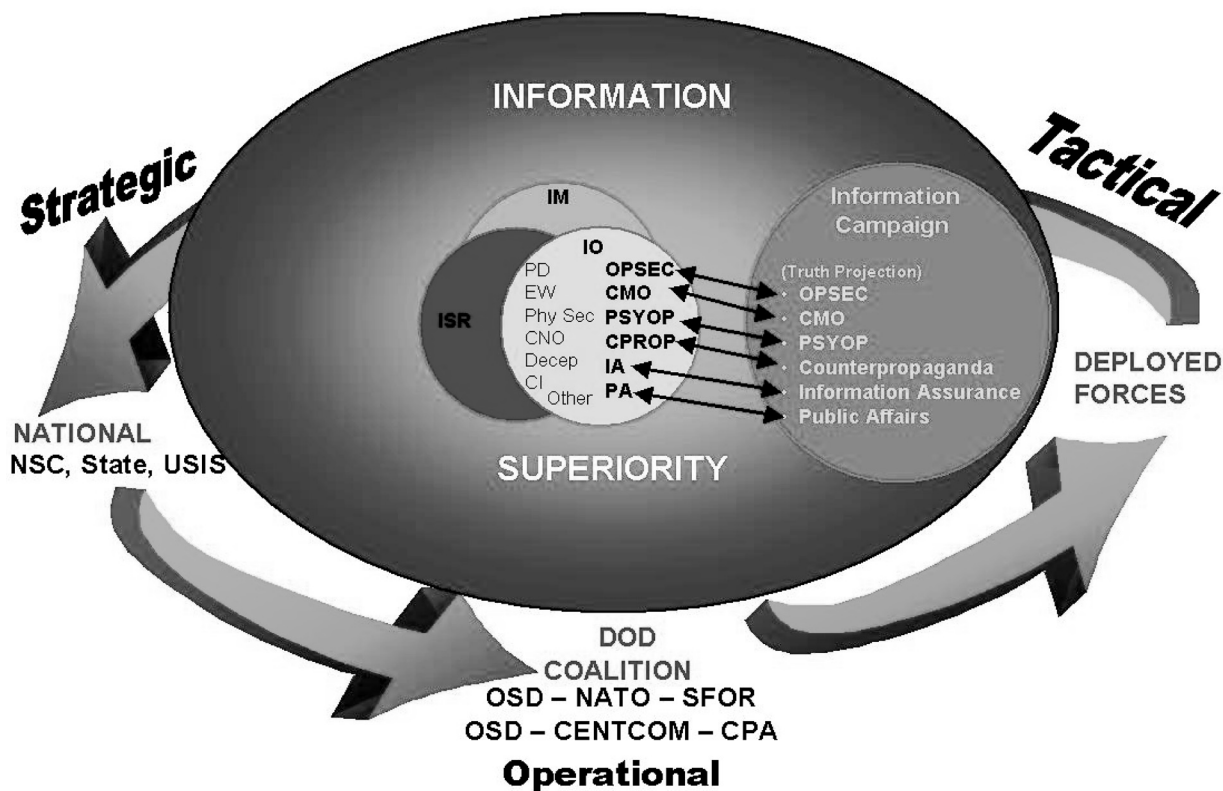 INFORMATION
Strategic
Tactical
IM
ISR
IO
PD
EW
Phy Sec
CNO
Decep
CI
Other
OPSEC
CMO
PSYOP
CPROP
IA
PA
Information
Campaign
(Truth Projection)
· OPSEC
· CMO
· PSYOP
· Counterpropaganda
· Information Assurance
· Public Affairs
SUPERIORITY
DEPLOYED
FORCES
NATIONAL
NSC, State, USIS
DOD
COALITION
OSD – NATO – SFOR
OSD – CENTCOM – CPA
Operational